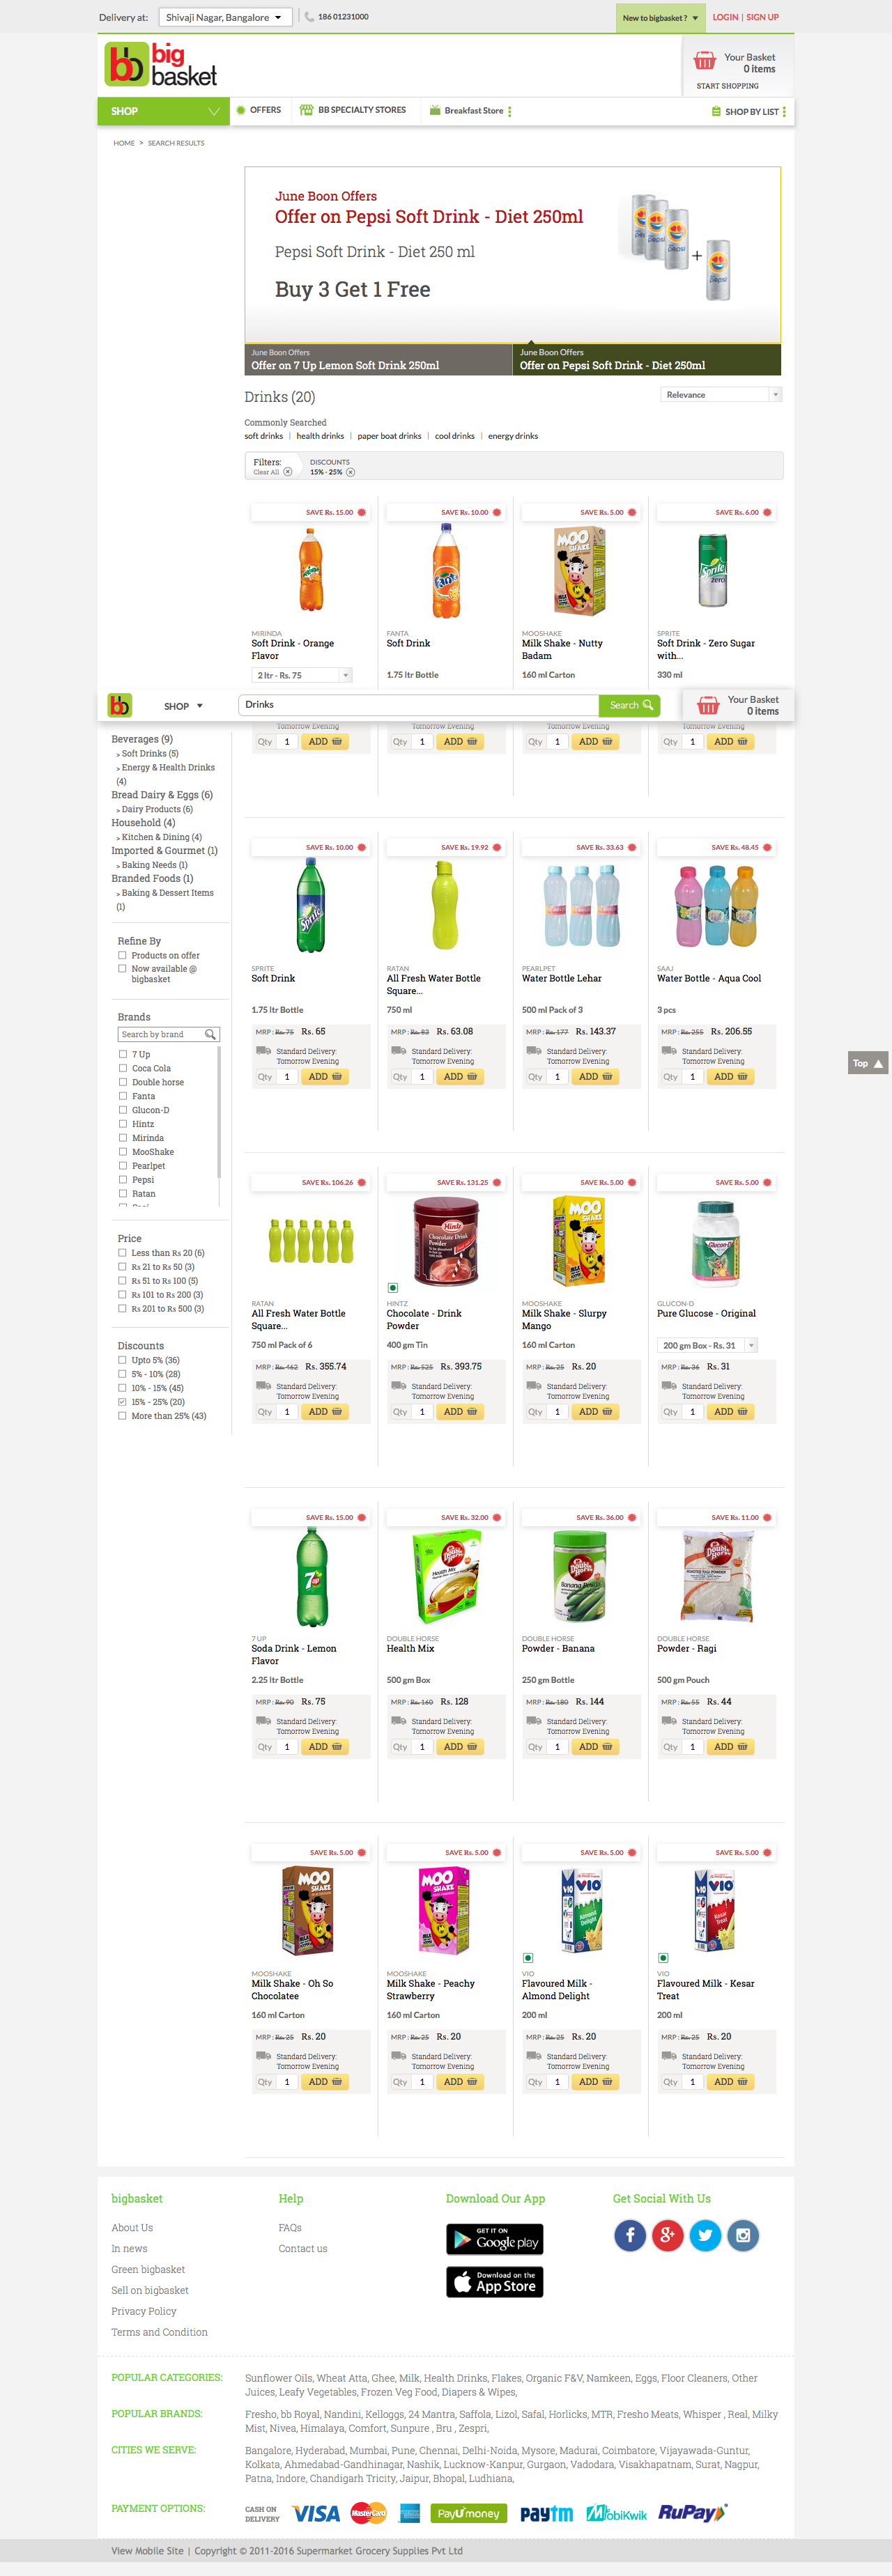 Delivery at: Shivaji Nagar, Bangalore 186 01231000 New to bigbasket ? LOGIN | SIGN UP
bb big basket
Your Basket
0 items
START SHOPPING
SHOP OFFERS BB SPECIALTY STORES Breakfast Store SHOP BY LIST
HOME > SEARCH RESULTS
June Boon Offers
Offer on Pepsi Soft Drink - Diet 250ml
Pepsi Soft Drink - Diet 250 ml
Buy 3 Get 1 Free
June Boon Offers
Offer on 7 Up Lemon Soft Drink 250ml
June Boon Offers
Offer on Pepsi Soft Drink - Diet 250ml
Drinks (20) Relevance
Commonly Searched
soft drinks | health drinks | paper boat drinks | cool drinks | energy drinks
Filters: DISCOUNTS
Clear All 15% - 25%
SAVE Rs. 15.00 SAVE Rs. 10.00 SAVE Rs. 5.00 SAVE Rs. 6.00
MIRINDA FANTA MOOSHAKE SPRITE
Soft Drink - Orange Soft Drink Milk Shake - Nutty Soft Drink - Zero Sugar
Flavor Badam with...
2 ltr - Rs. 75 1.75 ltr Bottle 160 ml Carton 330 ml
bb SHOP Drinks Search Your Basket
0 items
Tomorrow Evening Tomorrow Evening Tomorrow Evening Tomorrow Evening
Qty 1 ADD Qty 1 ADD Qty 1 ADD Qty 1 ADD
Beverages (9)
> Soft Drinks (5)
> Energy & Health Drinks
(4)
Bread Dairy & Eggs (6)
> Dairy Products (6)
Household (4)
> Kitchen & Dining (4)
Imported & Gourmet (1)
> Baking Needs (1)
Branded Foods (1)
> Baking & Dessert Items
(1)
Refine By
Products on offer
Now available @
bigbasket
Brands
Search by brand
7 Up
Coca Cola
Double horse
Fanta
Glucon-D
Hintz
Mirinda
MooShake
Pearlpet
Pepsi
Ratan
Price
Less than Rs 20 (6)
Rs 21 to Rs 50 (3)
Rs 51 to Rs 100 (5)
Rs 101 to Rs 200 (3)
Rs 201 to Rs 500 (3)
Discounts
Upto 5% (36)
5% - 10% (28)
10% - 15% (45)
15% - 25% (20)
More than 25% (43)
SAVE Rs. 10.00 SAVE Rs. 19.92 SAVE Rs. 33.63 SAVE Rs. 48.45
SPRITE RATAN PEARLPET SAAJ
Soft Drink All Fresh Water Bottle Water Bottle Lehar Water Bottle - Aqua Cool
Square...
1.75 ltr Bottle 750 ml 500 ml Pack of 3 3 pcs
MRP : Rs. 75 Rs. 65 MRP : Rs. 83 Rs. 63.08 MRP : Rs. 177 Rs. 143.37 MRP : Rs. 255 Rs. 206.55
Standard Delivery: Standard Delivery: Standard Delivery: Standard Delivery:
Tomorrow Evening Tomorrow Evening Tomorrow Evening Tomorrow Evening
Qty 1 ADD Qty 1 ADD Qty 1 ADD Qty 1 ADD
Top
SAVE Rs. 106.26 SAVE Rs. 131.25 SAVE Rs. 5.00 SAVE Rs. 5.00
RATAN HINTZ MOOSHAKE GLUCON-D
All Fresh Water Bottle Chocolate - Drink Milk Shake - Slurpy Pure Glucose - Original
Square... Powder Mango
750 ml Pack of 6 400 gm Tin 160 ml Carton 200 gm Box - Rs. 31
MRP : Rs. 462 Rs. 355.74 MRP : Rs. 525 Rs. 393.75 MRP : Rs. 25 Rs. 20 MRP : Rs. 36 Rs. 31
Standard Delivery: Standard Delivery: Standard Delivery: Standard Delivery:
Tomorrow Evening Tomorrow Evening Tomorrow Evening Tomorrow Evening
Qty 1 ADD Qty 1 ADD Qty 1 ADD Qty 1 ADD
SAVE Rs. 15.00 SAVE Rs. 32.00 SAVE Rs. 36.00 SAVE Rs. 11.00
7 UP DOUBLE HORSE DOUBLE HORSE DOUBLE HORSE
Soda Drink - Lemon Health Mix Powder - Banana Powder - Ragi
Flavor
2.25 ltr Bottle 500 gm Box 250 gm Bottle 500 gm Pouch
MRP : Rs. 90 Rs. 75 MRP : Rs. 160 Rs. 128 MRP : Rs. 180 Rs. 144 MRP : Rs. 55 Rs. 44
Standard Delivery: Standard Delivery: Standard Delivery: Standard Delivery:
Tomorrow Evening Tomorrow Evening Tomorrow Evening Tomorrow Evening
Qty 1 ADD Qty 1 ADD Qty 1 ADD Qty 1 ADD
SAVE Rs. 5.00 SAVE Rs. 5.00 SAVE Rs. 5.00 SAVE Rs. 5.00
MOOSHAKE MOOSHAKE VIO VIO
Milk Shake - Oh So Milk Shake - Peachy Flavoured Milk - Flavoured Milk - Kesar
Chocolatee Strawberry Almond Delight Treat
160 ml Carton 160 ml Carton 200 ml 200 ml
MRP : Rs. 25 Rs. 20 MRP : Rs. 25 Rs. 20 MRP : Rs. 25 Rs. 20 MRP : Rs. 25 Rs. 20
Standard Delivery: Standard Delivery: Standard Delivery: Standard Delivery:
Tomorrow Evening Tomorrow Evening Tomorrow Evening Tomorrow Evening
Qty 1 ADD Qty 1 ADD Qty 1 ADD Qty 1 ADD
bigbasket Help Download Our App Get Social With Us
About Us FAQs GET IT ON Google play
In news Contact us
Green bigbasket Download on the App Store
Sell on bigbasket
Privacy Policy
Terms and Condition
POPULAR CATEGORIES: Sunflower Oils, Wheat Atta, Ghee, Milk, Health Drinks, Flakes, Organic F&V, Namkeen, Eggs, Floor Cleaners, Other
Juices, Leafy Vegetables, Frozen Veg Food, Diapers & Wipes,
POPULAR BRANDS: Fresho, bb Royal, Nandini, Kelloggs, 24 Mantra, Saffola, Lizol, Safal, Horlicks, MTR, Fresho Meats, Whisper , Real, Milky
Mist, Nivea, Himalaya, Comfort, Sunpure , Bru , Zespri,
CITIES WE SERVE: Bangalore, Hyderabad, Mumbai, Pune, Chennai, Delhi-Noida, Mysore, Madurai, Coimbatore, Vijayawada-Guntur,
Kolkata, Ahmedabad-Gandhinagar, Nashik, Lucknow-Kanpur, Gurgaon, Vadodara, Visakhapatnam, Surat, Nagpur,
Patna, Indore, Chandigarh Tricity, Jaipur, Bhopal, Ludhiana,
PAYMENT OPTIONS: CASH ON DELIVERY VISA MasterCard PayUmoney paytm MobiKwik RuPay
View Mobile Site | Copyright © 2011-2016 Supermarket Grocery Supplies Pvt Ltd